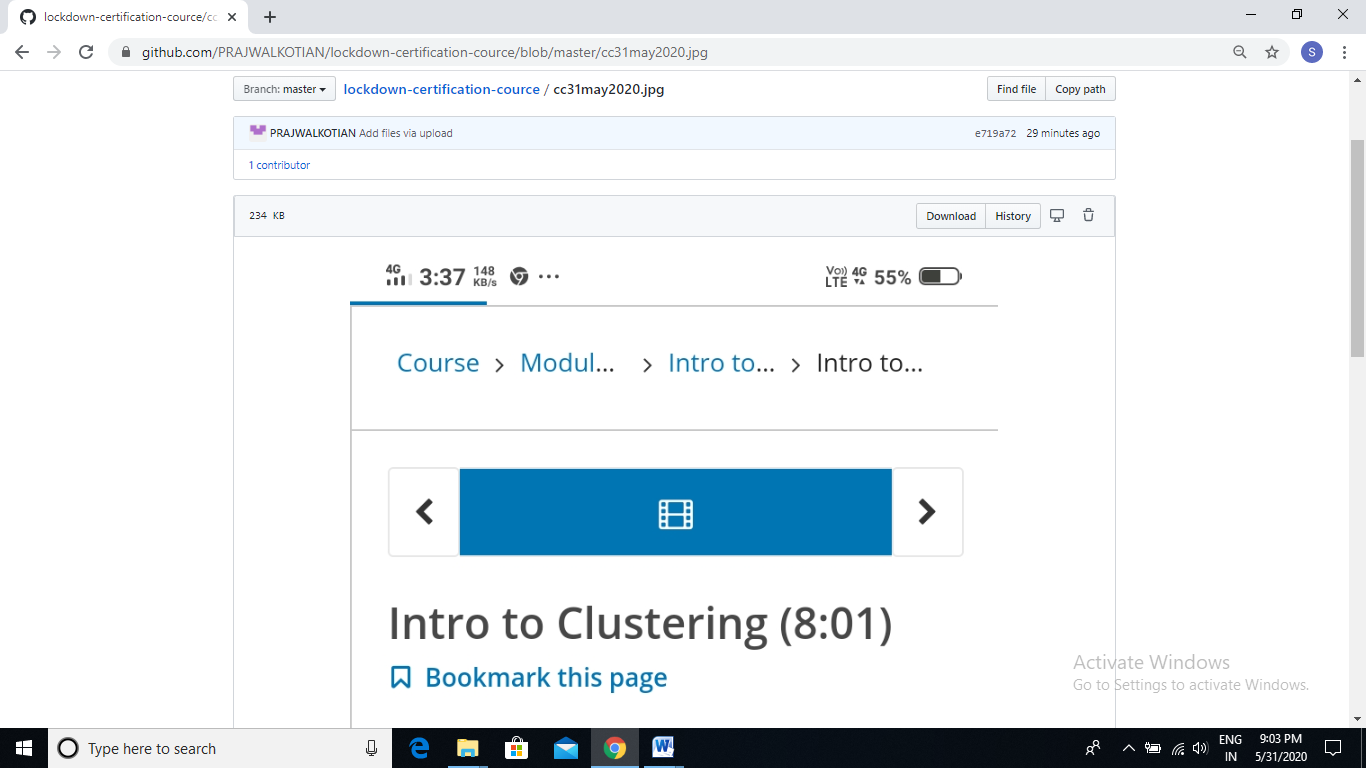 lockdown-certification-cource/cc
github.com/PRAJWALKOTIAN/lockdown-certification-cource/blob/master/cc31may2020.jpg
S
Branch: master
lockdown-certification-cource / cc31may2020.jpg
Find file
Copy path
PRAJWALKOTIAN Add files via upload
e719a72 29 minutes ago
1 contributor
234 KB
Download
History
4G 3:37 148 KB/s ...
Vo) LTE 4G 55%
Course > Modul... > Intro to... > Intro to...
Intro to Clustering (8:01)
Bookmark this page
Activate Windows
Go to Settings to activate Windows.
Type here to search
ENG
IN
9:03 PM
5/31/2020